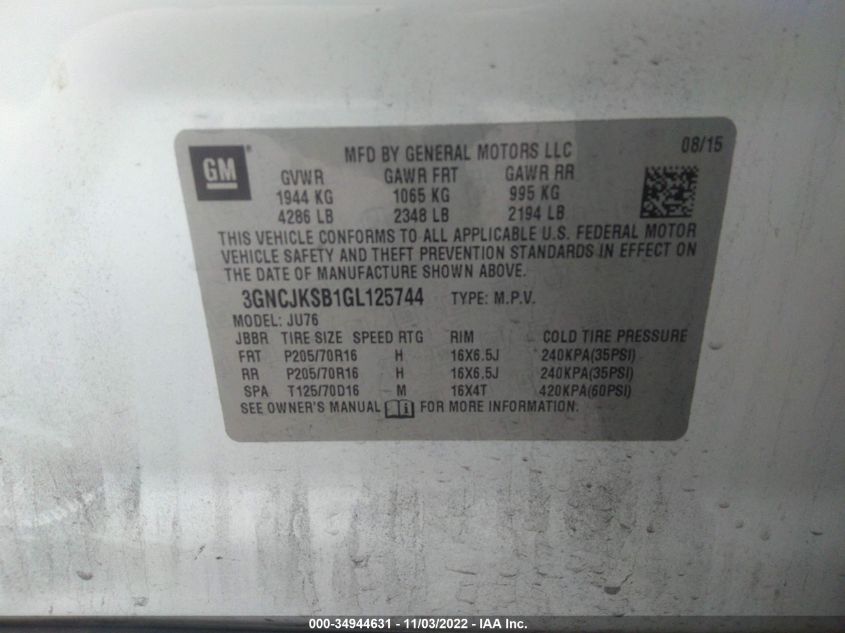 GM
MFD BY GENERAL MOTORS LLC 08/15
GVWR GAWR FRT GAWR RR
1944 KG 1065 KG 995 KG
4286 LB 2348 LB 2194 LB
THIS VEHICLE CONFORMS TO ALL APPLICABLE U.S. FEDERAL MOTOR
VEHICLE SAFETY AND THEFT PREVENTION STANDARDS IN EFFECT ON
THE DATE OF MANUFACTURE SHOWN ABOVE.
3GNCJKSB1GL125744 TYPE: M.P.V.
MODEL: JU76
JBBR TIRE SIZE SPEED RTG RIM COLD TIRE PRESSURE
FRT P205/70R16 H 16X6.5J 240KPA(35PSI)
RR P205/70R16 H 16X6.5J 240KPA(35PSI)
SPA T125/70D16 M 16X4T 420KPA(60PSI)
SEE OWNER'S MANUAL FOR MORE INFORMATION.
000-34944631 - 11/03/2022 - IAA Inc.